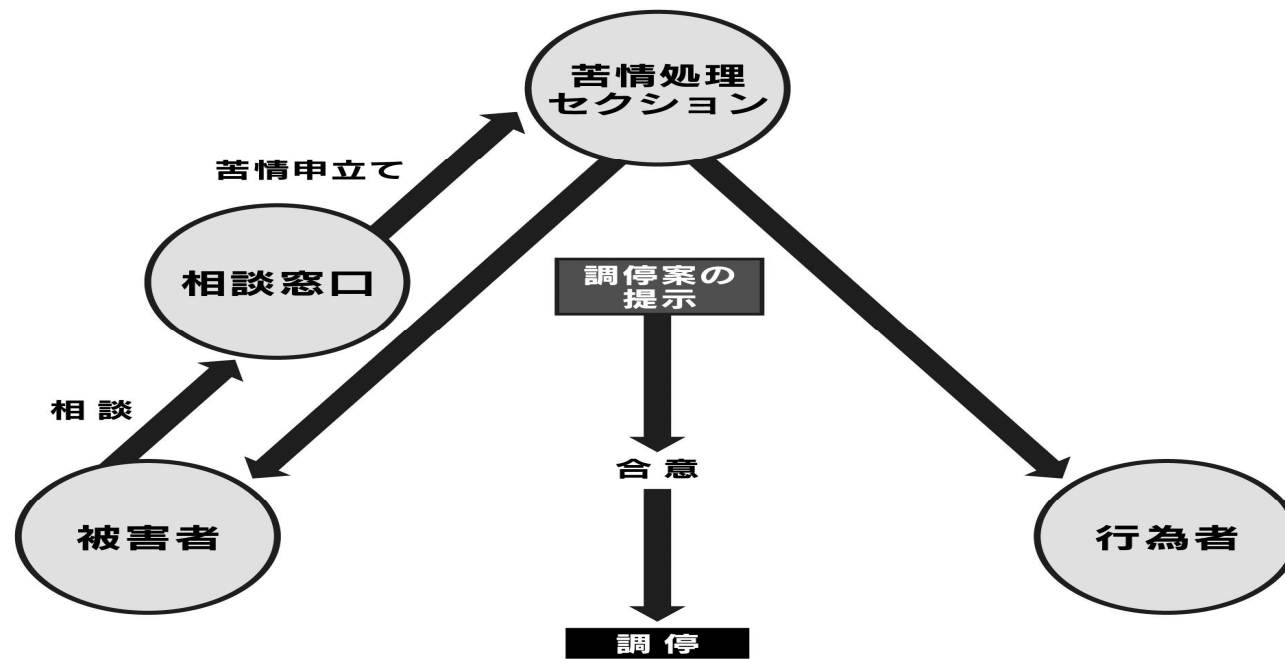 苦情処理
セクション
苦情申立て
相談窓口
調停案の
提示
相談
合意
被害者
行為者
調停